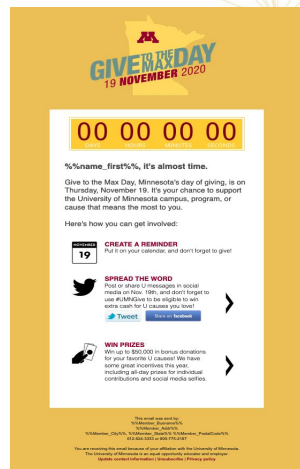 M
GIVE TO THE MAX DAY
19 NOVEMBER 2020
00 00 00 00
DAYS HOURS MINUTES SECONDS
%%name_first%%, it's almost time.
Give to the Max Day, Minnesota's day of giving, is on
Thursday, November 19. It's your chance to support
the University of Minnesota campus, program, or
cause that means the most to you.
Here's how you can get involved:
NOVEMBER
19
CREATE A REMINDER
Put it on your calendar, and don't forget to give!
SPREAD THE WORD
Post or share U messages in social
media on Nov. 19th, and don't forget to
use #UMNGive to be eligible to win
extra cash for U causes you love!
Tweet Share on facebook
WIN PRIZES
Win up to $50,000 in bonus donations
for your favorite U causes! We have
some great incentives this year,
including all-day prizes for individual
contributions and social media selfies.
This email was sent by:
%%Member_Busname%%
%%Member_Addr%%
%%Member_City%%, %%Member_State%% %%Member_PostalCode%%
612-624-3333 or 800-775-2187
You are receiving this email because of your affiliation with the University of Minnesota.
The University of Minnesota is an equal opportunity educator and employer.
Update contact information | Unsubscribe | Privacy policy